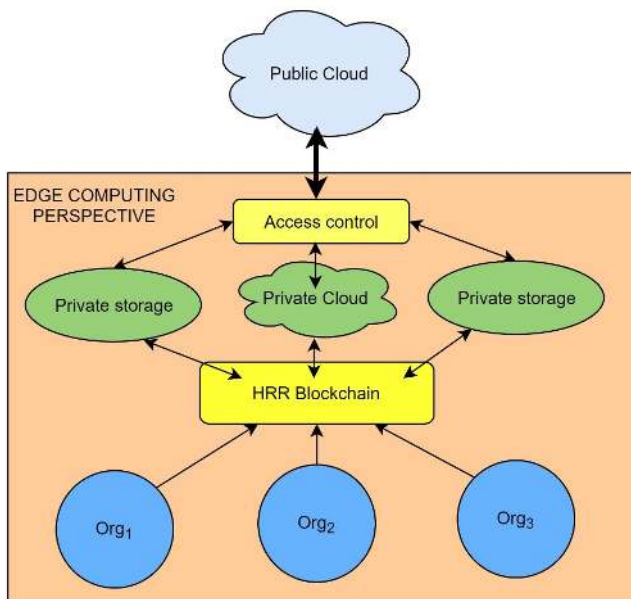 Public Cloud
EDGE COMPUTING
PERSPECTIVE
Access control
Private storage
Private Cloud
Private storage
HRR Blockchain
Org1
Org2
Org3